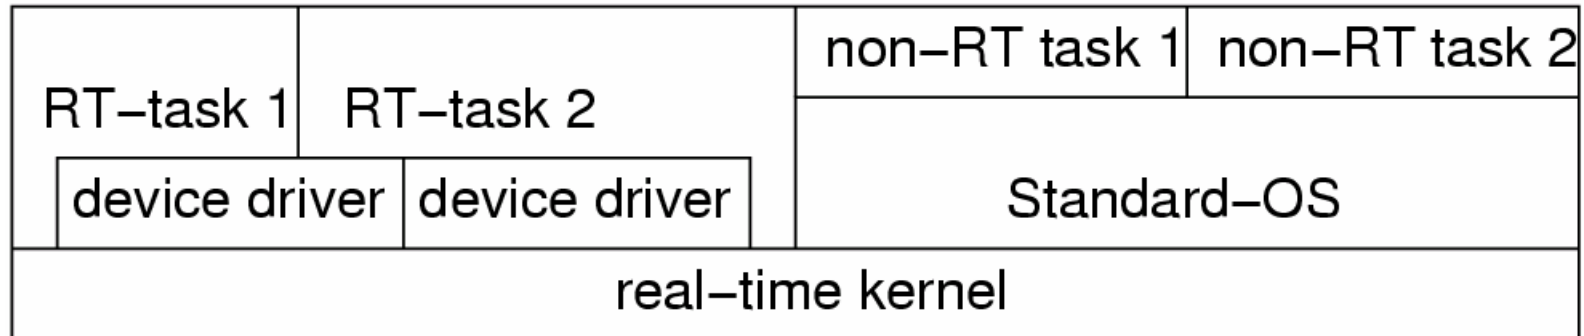 non−RT task 1 non−RT task 2
RT−task 1 RT−task 2
device driver device driver Standard−OS
real−time kernel